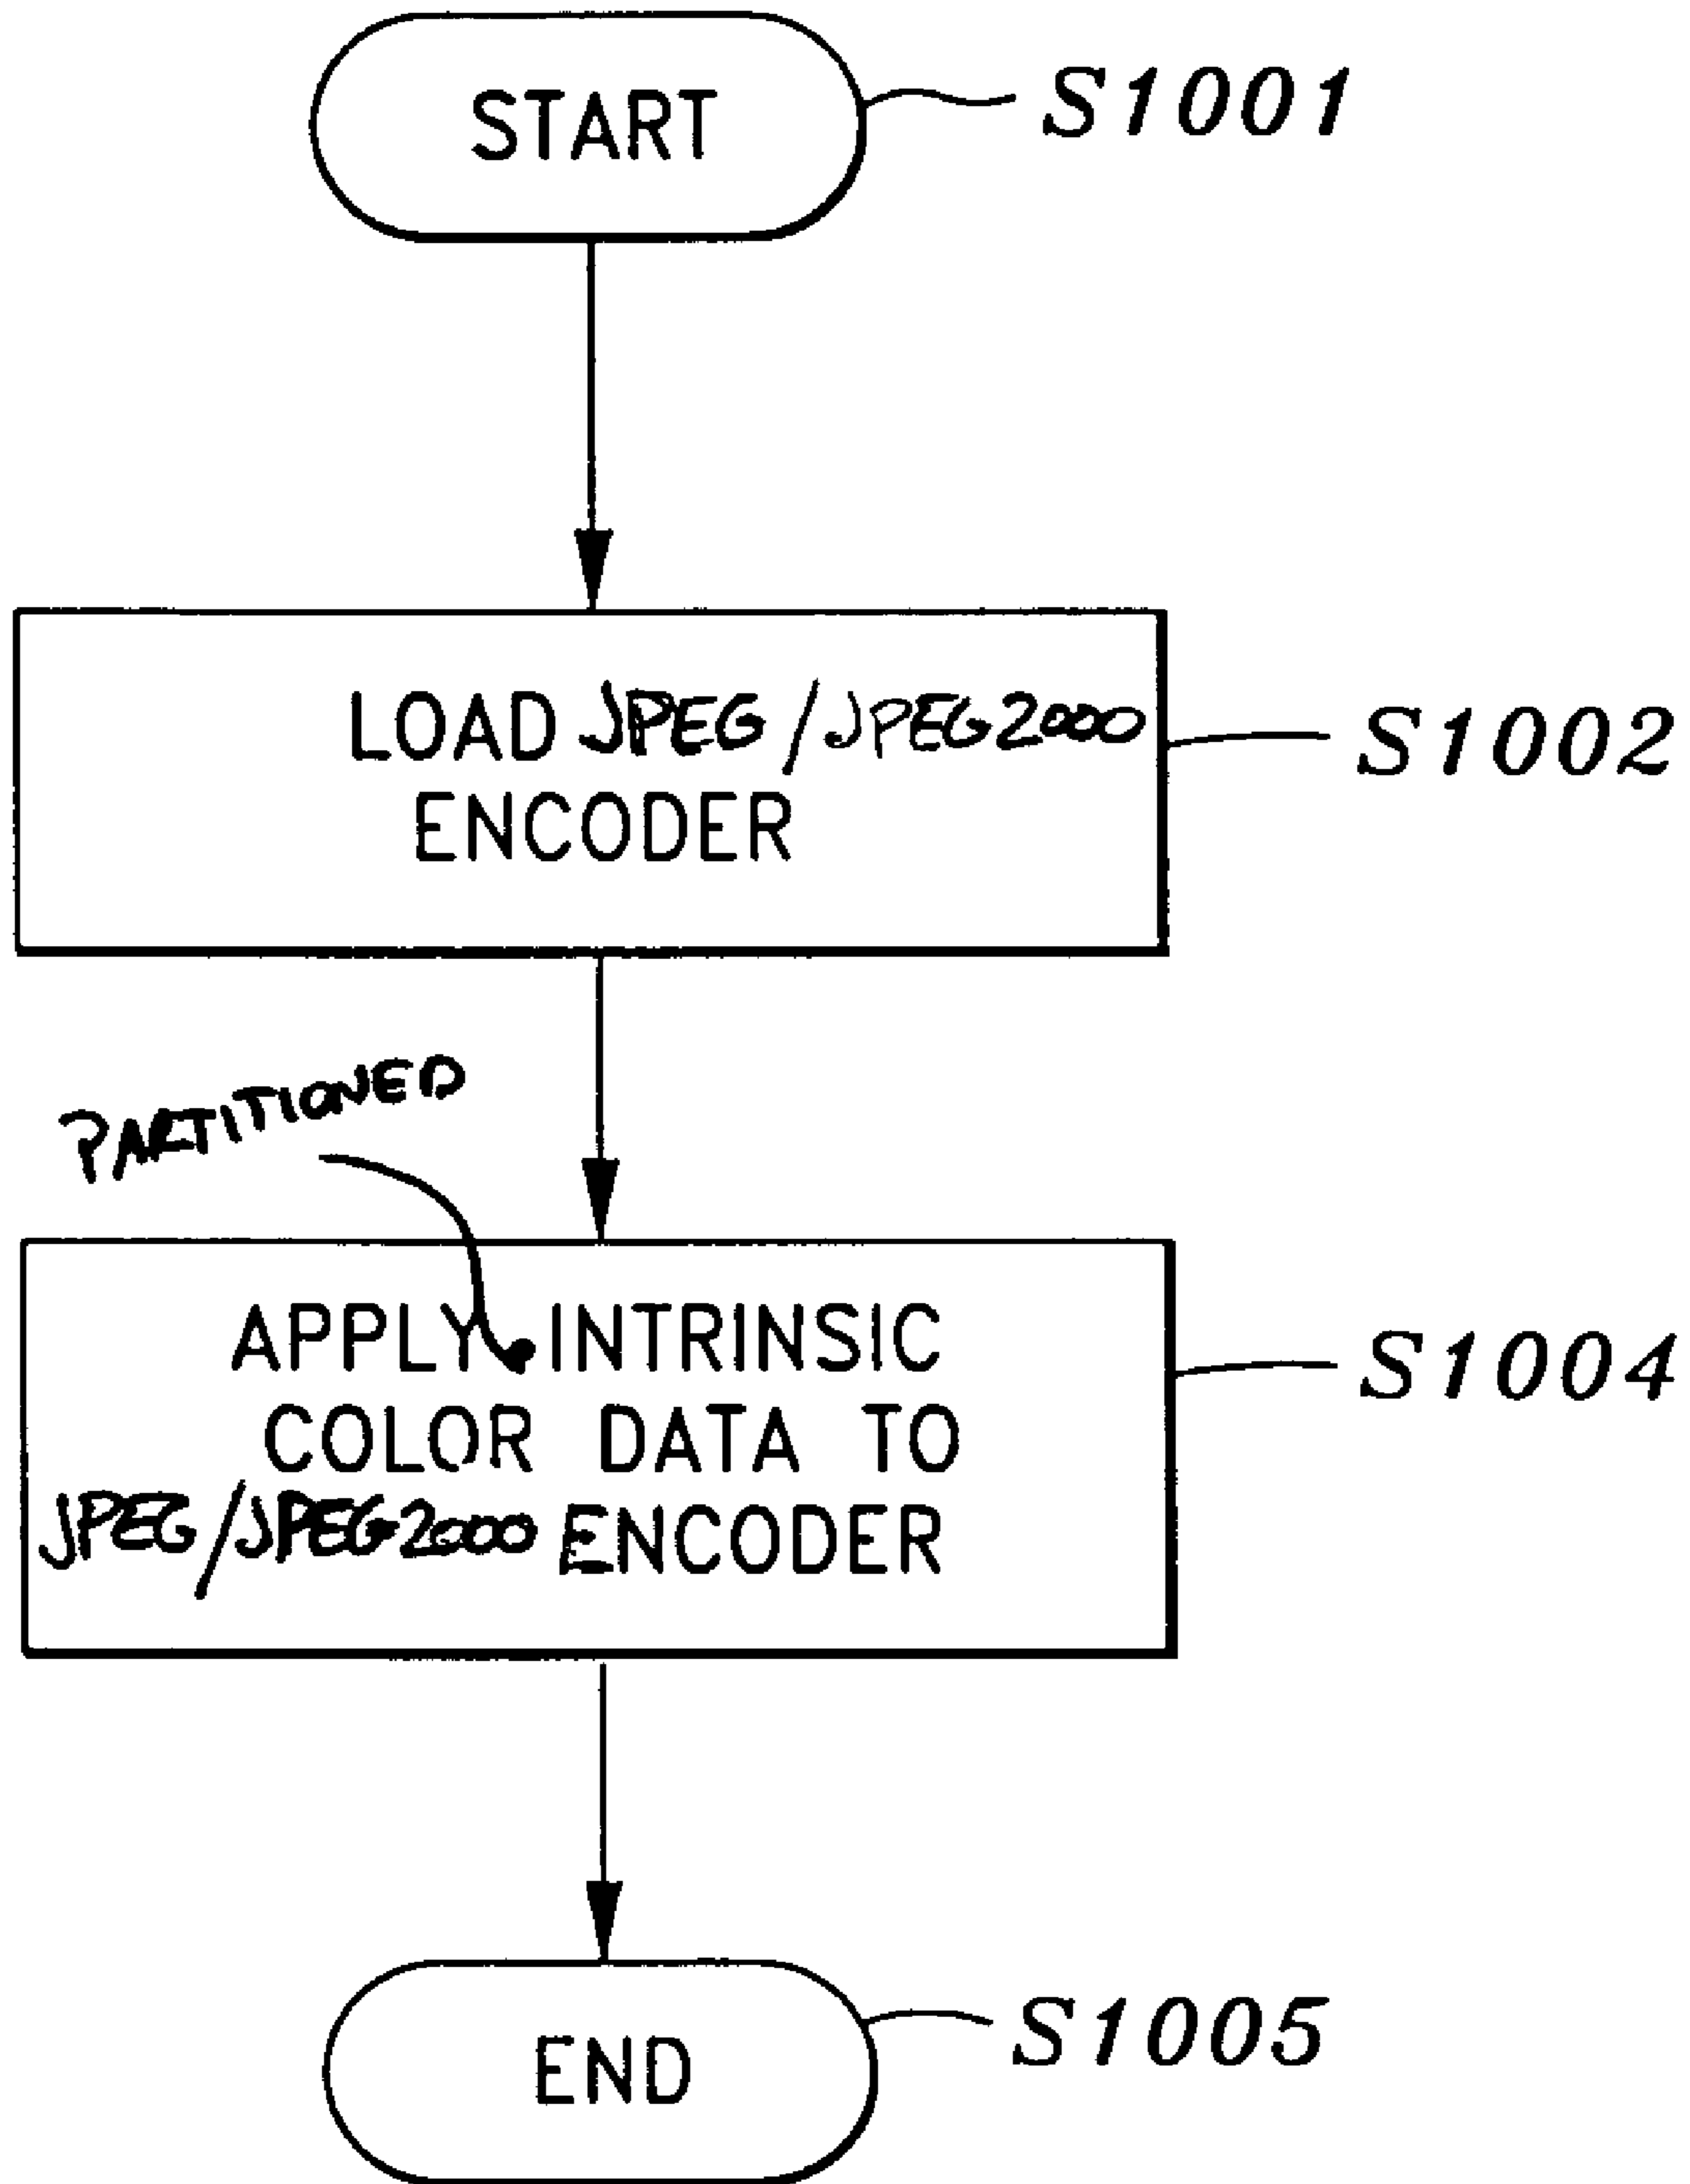 START
S1001
LOAD JPEG/JPEG2000
ENCODER
S1002
PARTITIONED
APPLY INTRINSIC
COLOR DATA TO
JPEG/JPEG2000 ENCODER
S1004
END
S1005